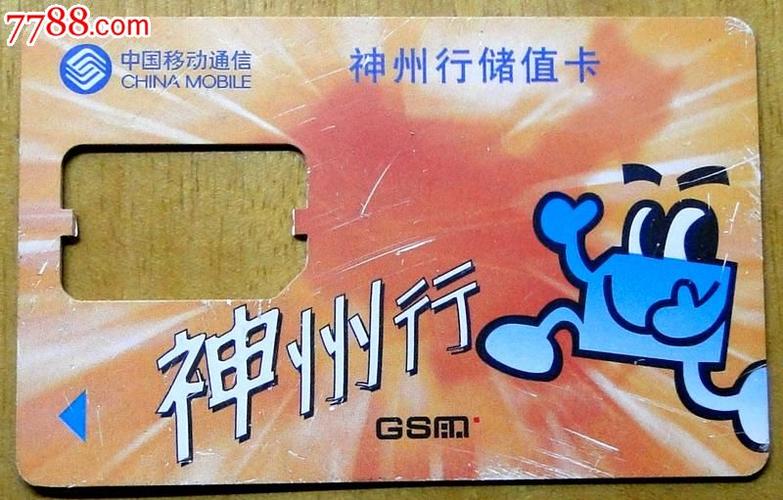 7788.com
中国移动通信
CHINA MOBILE
神州行储值卡
神州行
GSM